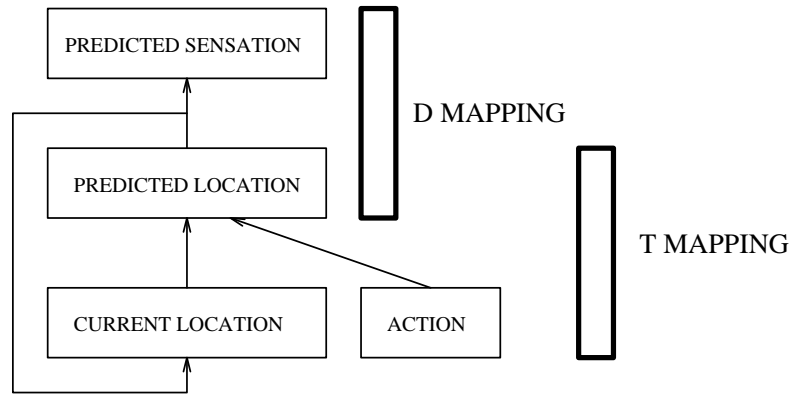 PREDICTED SENSATION
D MAPPING
PREDICTED LOCATION
T MAPPING
CURRENT LOCATION
ACTION